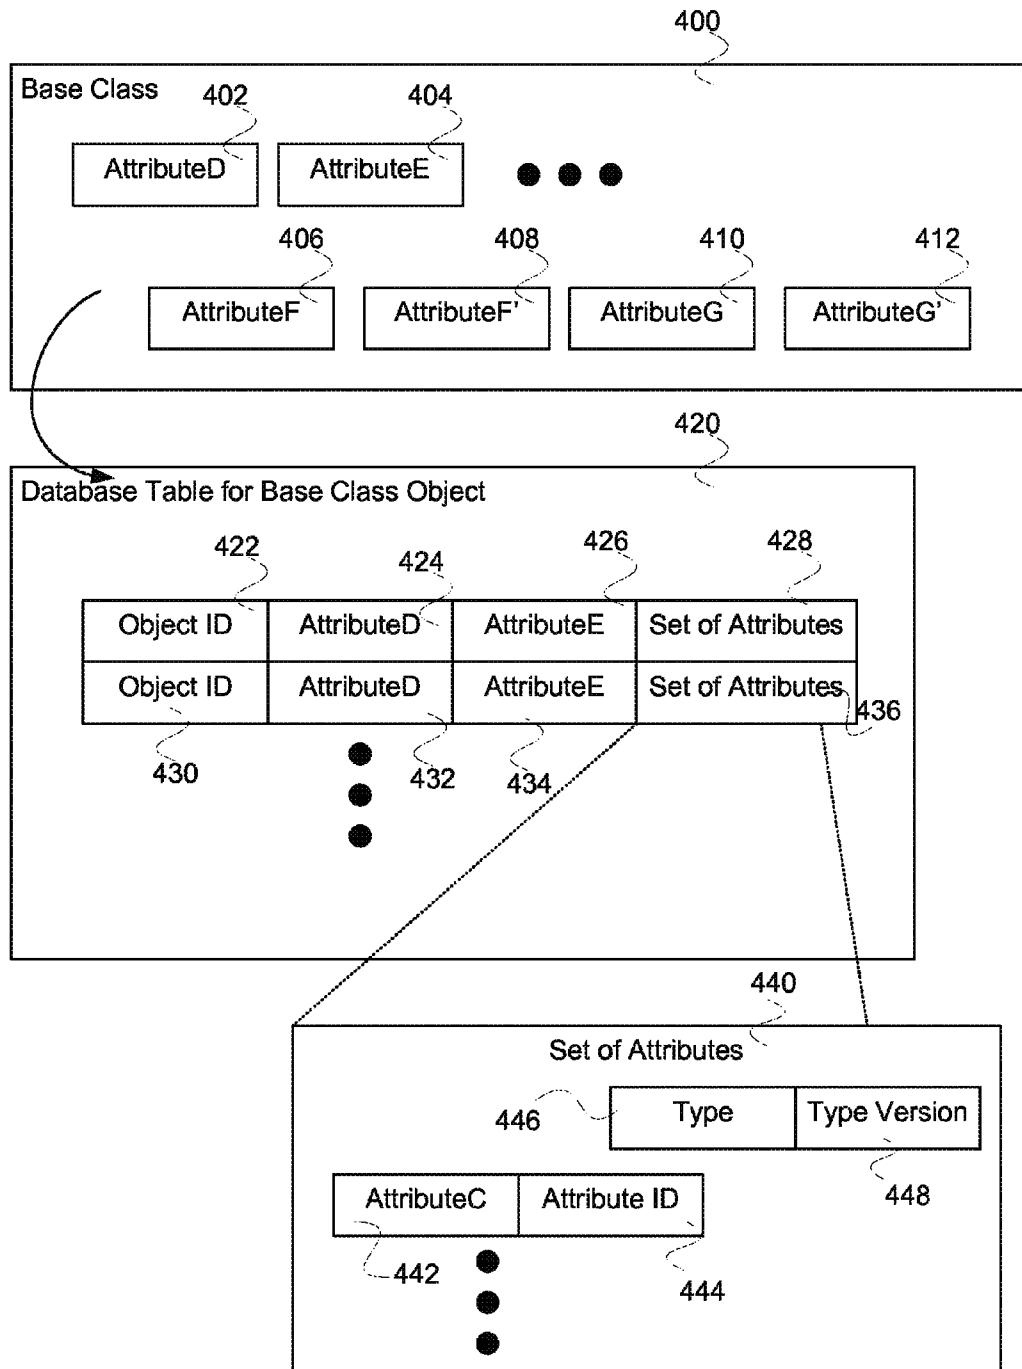 400
Base Class
402
404
AttributeD
AttributeE
406
408
410
412
AttributeF
AttributeF'
AttributeG
AttributeG'
420
Database Table for Base Class Object
422
424
426
428
Object ID
AttributeD
AttributeE
Set of Attributes
Object ID
AttributeD
AttributeE
Set of Attributes
436
430
432
434
440
Set of Attributes
446
Type
Type Version
448
AttributeC
Attribute ID
442
444